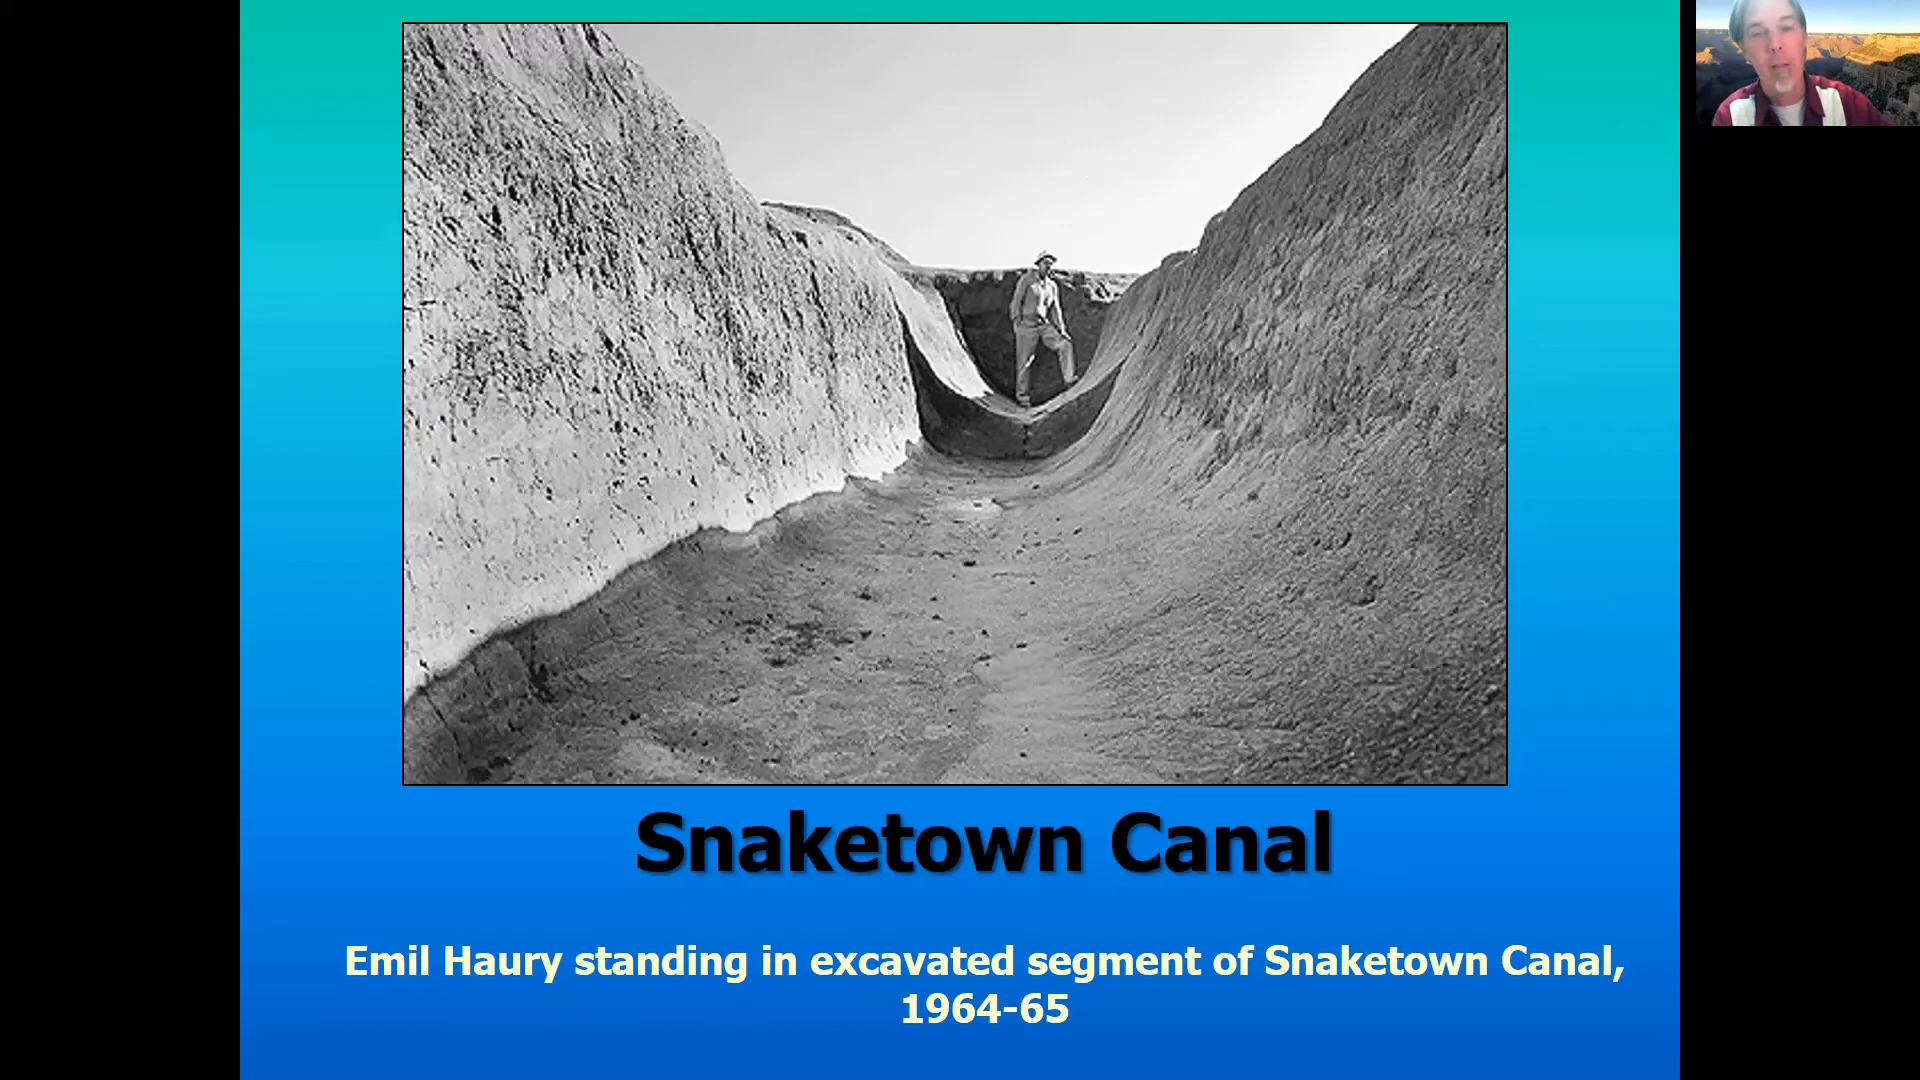 Snaketown Canal
Emil Haury standing in excavated segment of Snaketown Canal,
1964-65